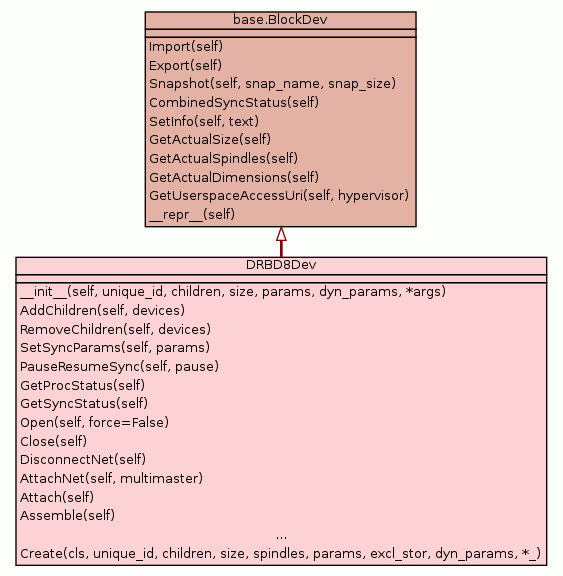 base.BlockDev
Import(self)
Export(self)
Snapshot(self, snap_name, snap_size)
CombinedSyncStatus(self)
SetInfo(self, text)
GetActualSize(self)
GetActualSpindles(self)
GetActualDimensions(self)
GetUserspaceAccessUri(self, hypervisor)
__repr__(self)
DRBD8Dev
__init__(self, unique_id, children, size, params, dyn_params, *args)
AddChildren(self, devices)
RemoveChildren(self, devices)
SetSyncParams(self, params)
PauseResumeSync(self, pause)
GetProcStatus(self)
GetSyncStatus(self)
Open(self, force=False)
Close(self)
DisconnectNet(self)
AttachNet(self, multimaster)
Attach(self)
Assemble(self)
...
Create(cls, unique_id, children, size, spindles, params, excl_stor, dyn_params, *_)